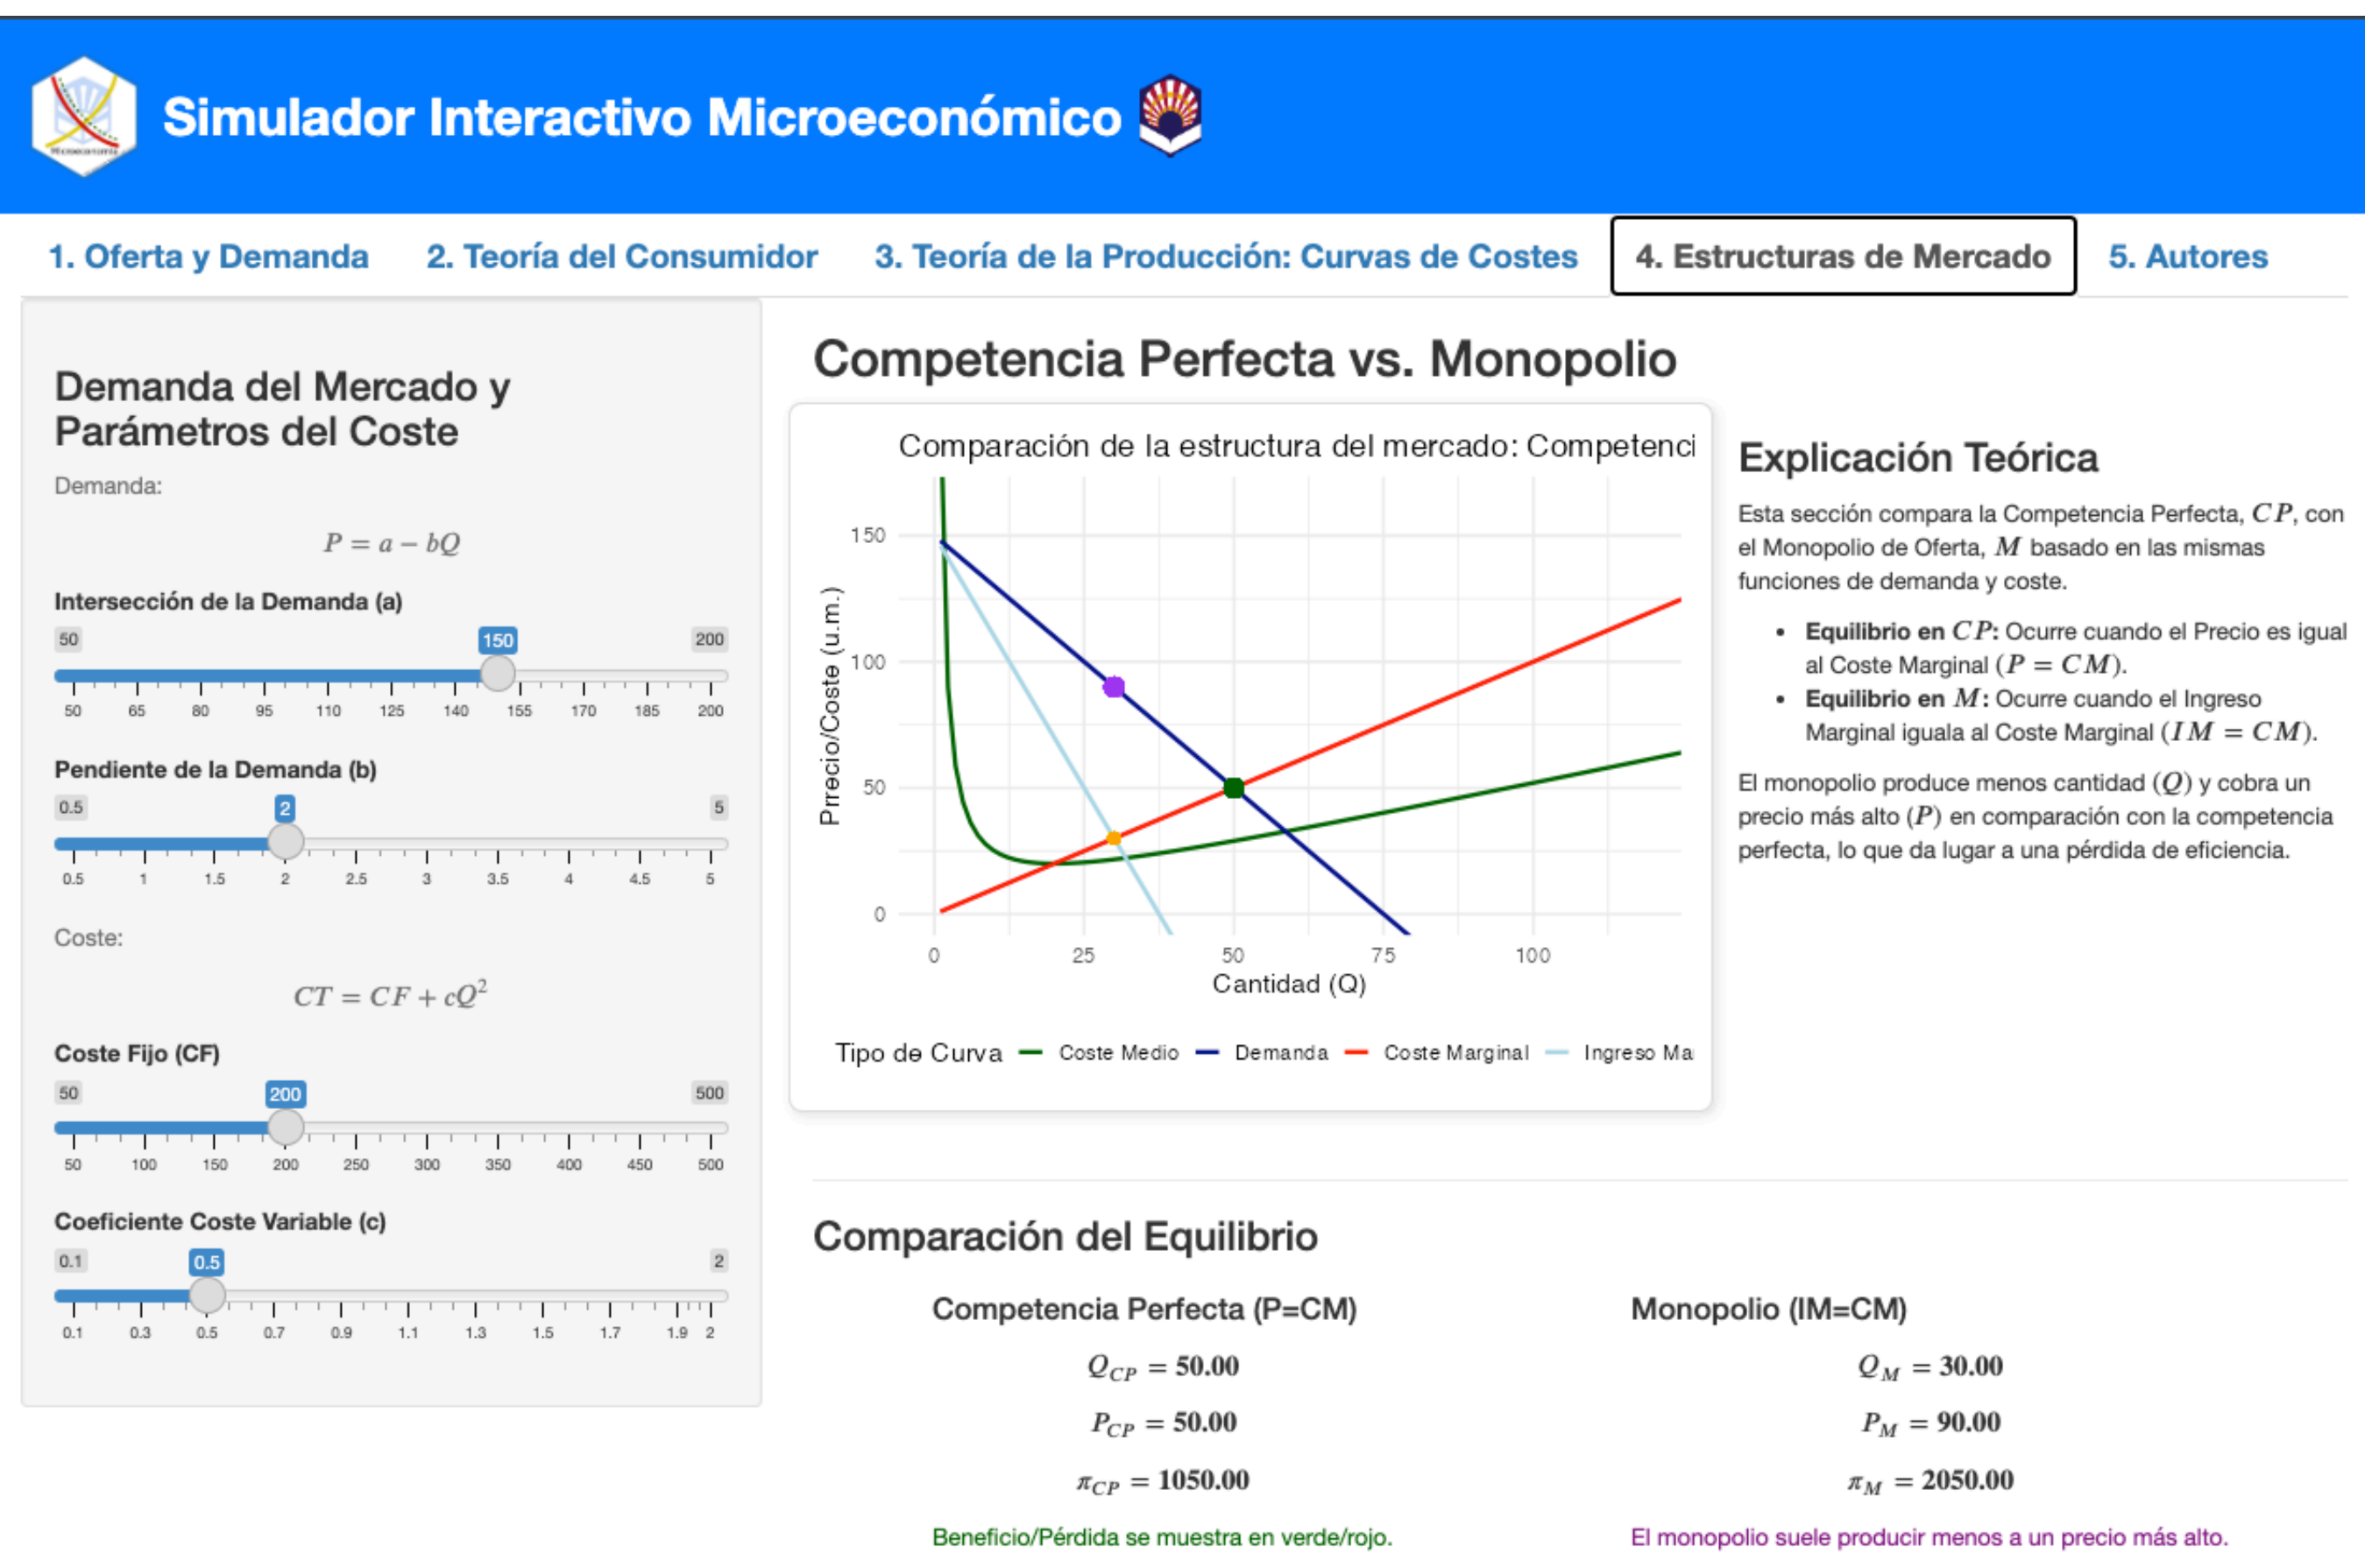 Simulador Interactivo Microeconómico
1. Oferta y Demanda 2. Teoría del Consumidor 3. Teoría de la Producción: Curvas de Costes 4. Estructuras de Mercado 5. Autores
Demanda del Mercado y
Parámetros del Coste
Demanda:
P = a − bQ
Intersección de la Demanda (a)
50 150 200
50 65 80 95 110 125 140 155 170 185 200
Pendiente de la Demanda (b)
0.5 2 5
0.5 1 1.5 2 2.5 3 3.5 4 4.5 5
Coste:
CT = CF + cQ²
Coste Fijo (CF)
50 200 500
50 100 150 200 250 300 350 400 450 500
Coeficiente Coste Variable (c)
0.1 0.5 2
0.1 0.3 0.5 0.7 0.9 1.1 1.3 1.5 1.7 1.9 2
Competencia Perfecta vs. Monopolio
Comparación de la estructura del mercado: Competenci
Prrecio/Coste (u.m.)
150
100
50
0
0 25 50 75 100
Cantidad (Q)
Tipo de Curva Coste Medio Demanda Coste Marginal Ingreso Ma
Explicación Teórica
Esta sección compara la Competencia Perfecta, CP, con
el Monopolio de Oferta, M basado en las mismas
funciones de demanda y coste.
• Equilibrio en CP: Ocurre cuando el Precio es igual
al Coste Marginal (P = CM).
• Equilibrio en M: Ocurre cuando el Ingreso
Marginal iguala al Coste Marginal (IM = CM).
El monopolio produce menos cantidad (Q) y cobra un
precio más alto (P) en comparación con la competencia
perfecta, lo que da lugar a una pérdida de eficiencia.
Comparación del Equilibrio
Competencia Perfecta (P=CM)
Q_CP = 50.00
P_CP = 50.00
π_CP = 1050.00
Beneficio/Pérdida se muestra en verde/rojo.
Monopolio (IM=CM)
Q_M = 30.00
P_M = 90.00
π_M = 2050.00
El monopolio suele producir menos a un precio más alto.